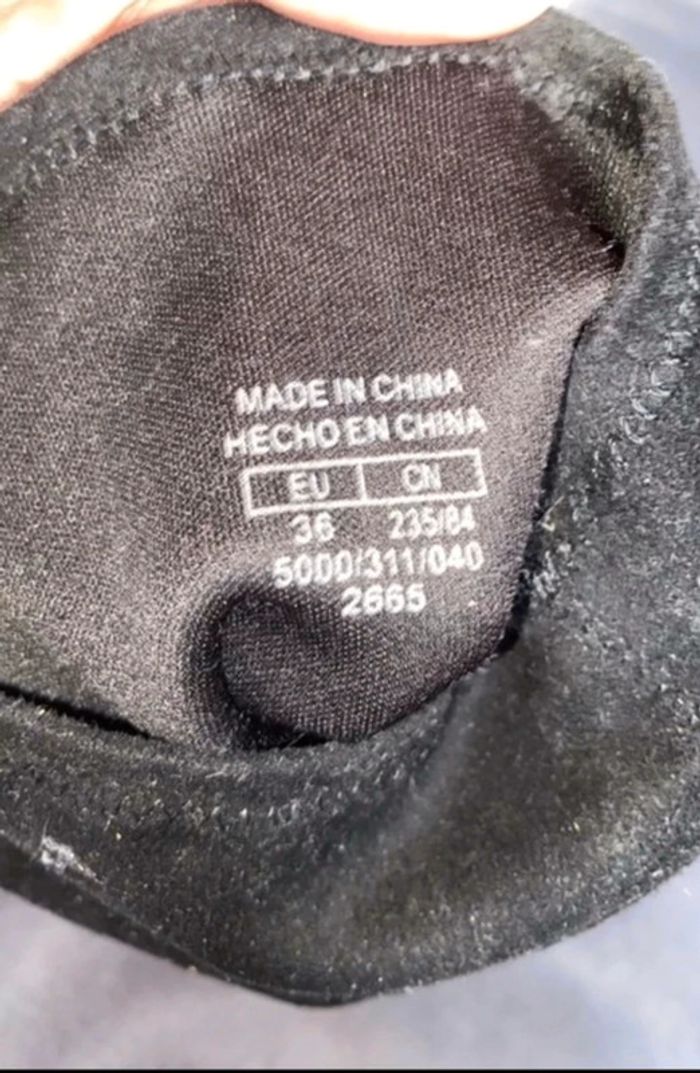 MADE IN CHINA
HECHO EN CHINA
EU CN
36 235/84
5000/311/040
2665